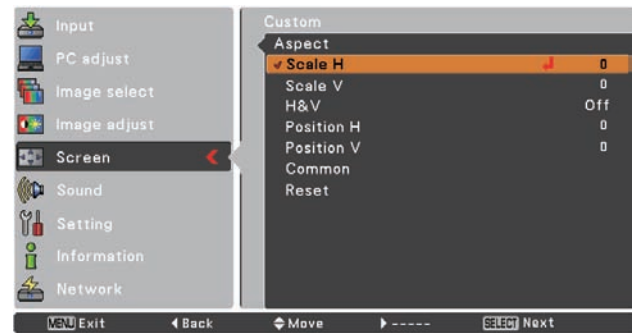 Input
PC adjust
Image select
Image adjust
Screen
Sound
Setting
Information
Network
Custom
Aspect
Scale H 0
Scale V 0
H&V Off
Position H 0
Position V 0
Common
Reset
MENU Exit Back Move ----- SELECT Next